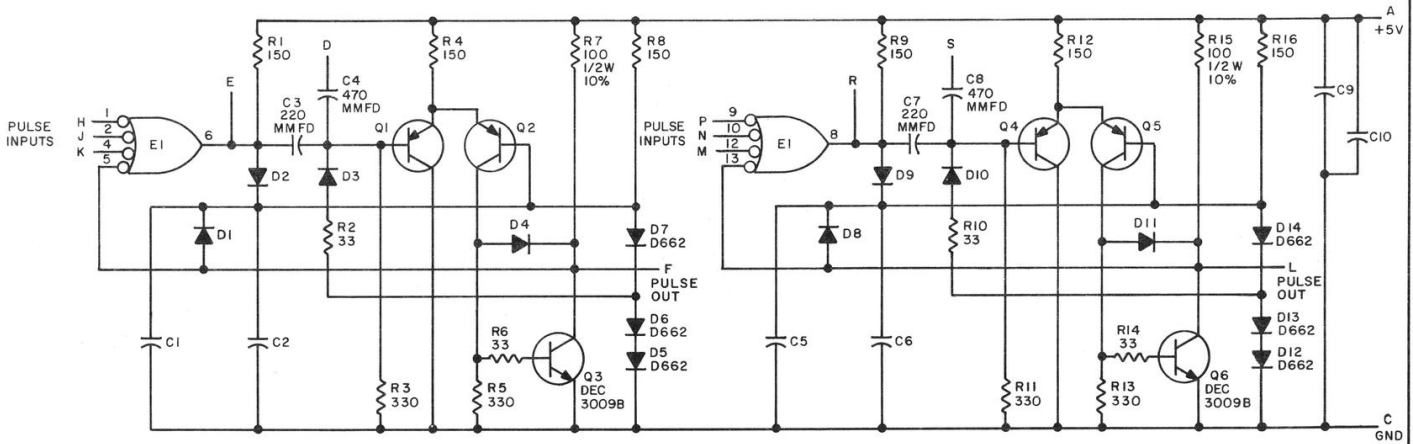 A
+5V
R1
150
D
C4
470
MMFD
R4
150
R7
100
1/2W
10%
R8
150
R9
150
S
C8
470
MMFD
R12
150
R15
100
1/2W
10%
R16
150
C9
C10
E
C3
220
MMFD
Q1
Q2
PULSE
INPUTS
H
J
K
1
2
4
5
E1
6
D2
D3
R
C7
220
MMFD
Q4
Q5
PULSE
INPUTS
P
N
M
9
10
12
13
E1
8
D9
D10
D1
R2
33
D4
D7
D662
F
PULSE
OUT
D8
R10
33
D11
D14
D662
L
PULSE
OUT
C1
C2
R3
330
R6
33
R5
330
Q3
DEC
3009B
D6
D662
D5
D662
C5
C6
R11
330
R14
33
R13
330
Q6
DEC
3009B
D13
D662
D12
D662
C
GND